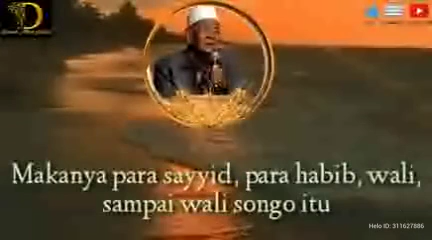 Makanya para sayyid, para habib, wali,
sampai wali songo itu
Helo ID: 311627886